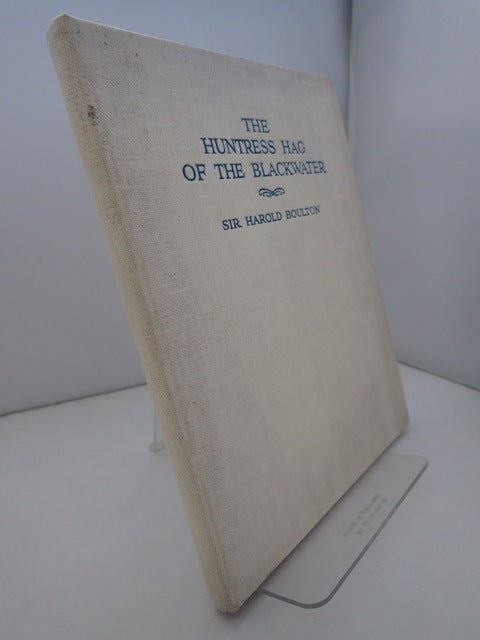 THE
HUNTRESS HAG
OF THE BLACKWATER
SIR HAROLD BOULTON